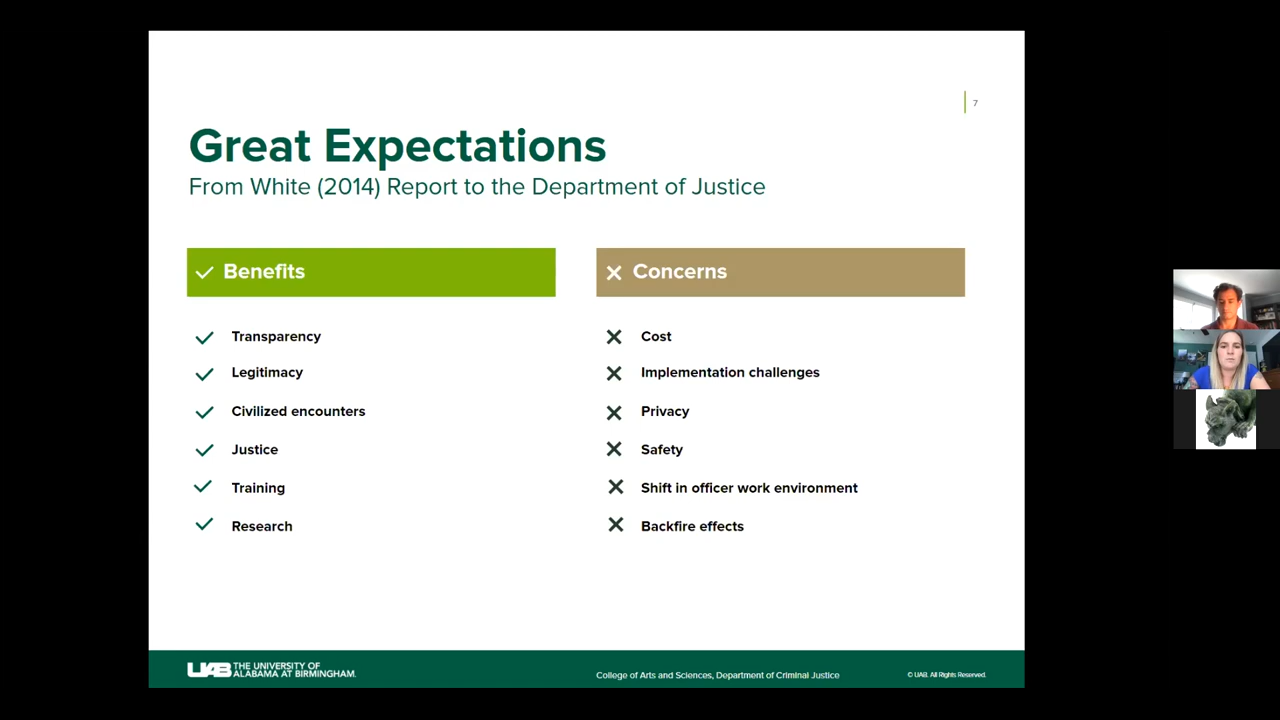 7
Great Expectations
From White (2014) Report to the Department of Justice
Benefits
Transparency
Legitimacy
Civilized encounters
Justice
Training
Research
Concerns
Cost
Implementation challenges
Privacy
Safety
Shift in officer work environment
Backfire effects
UAB THE UNIVERSITY OF
ALABAMA AT BIRMINGHAM.
College of Arts and Sciences, Department of Criminal Justice
© UAB. All Rights Reserved.